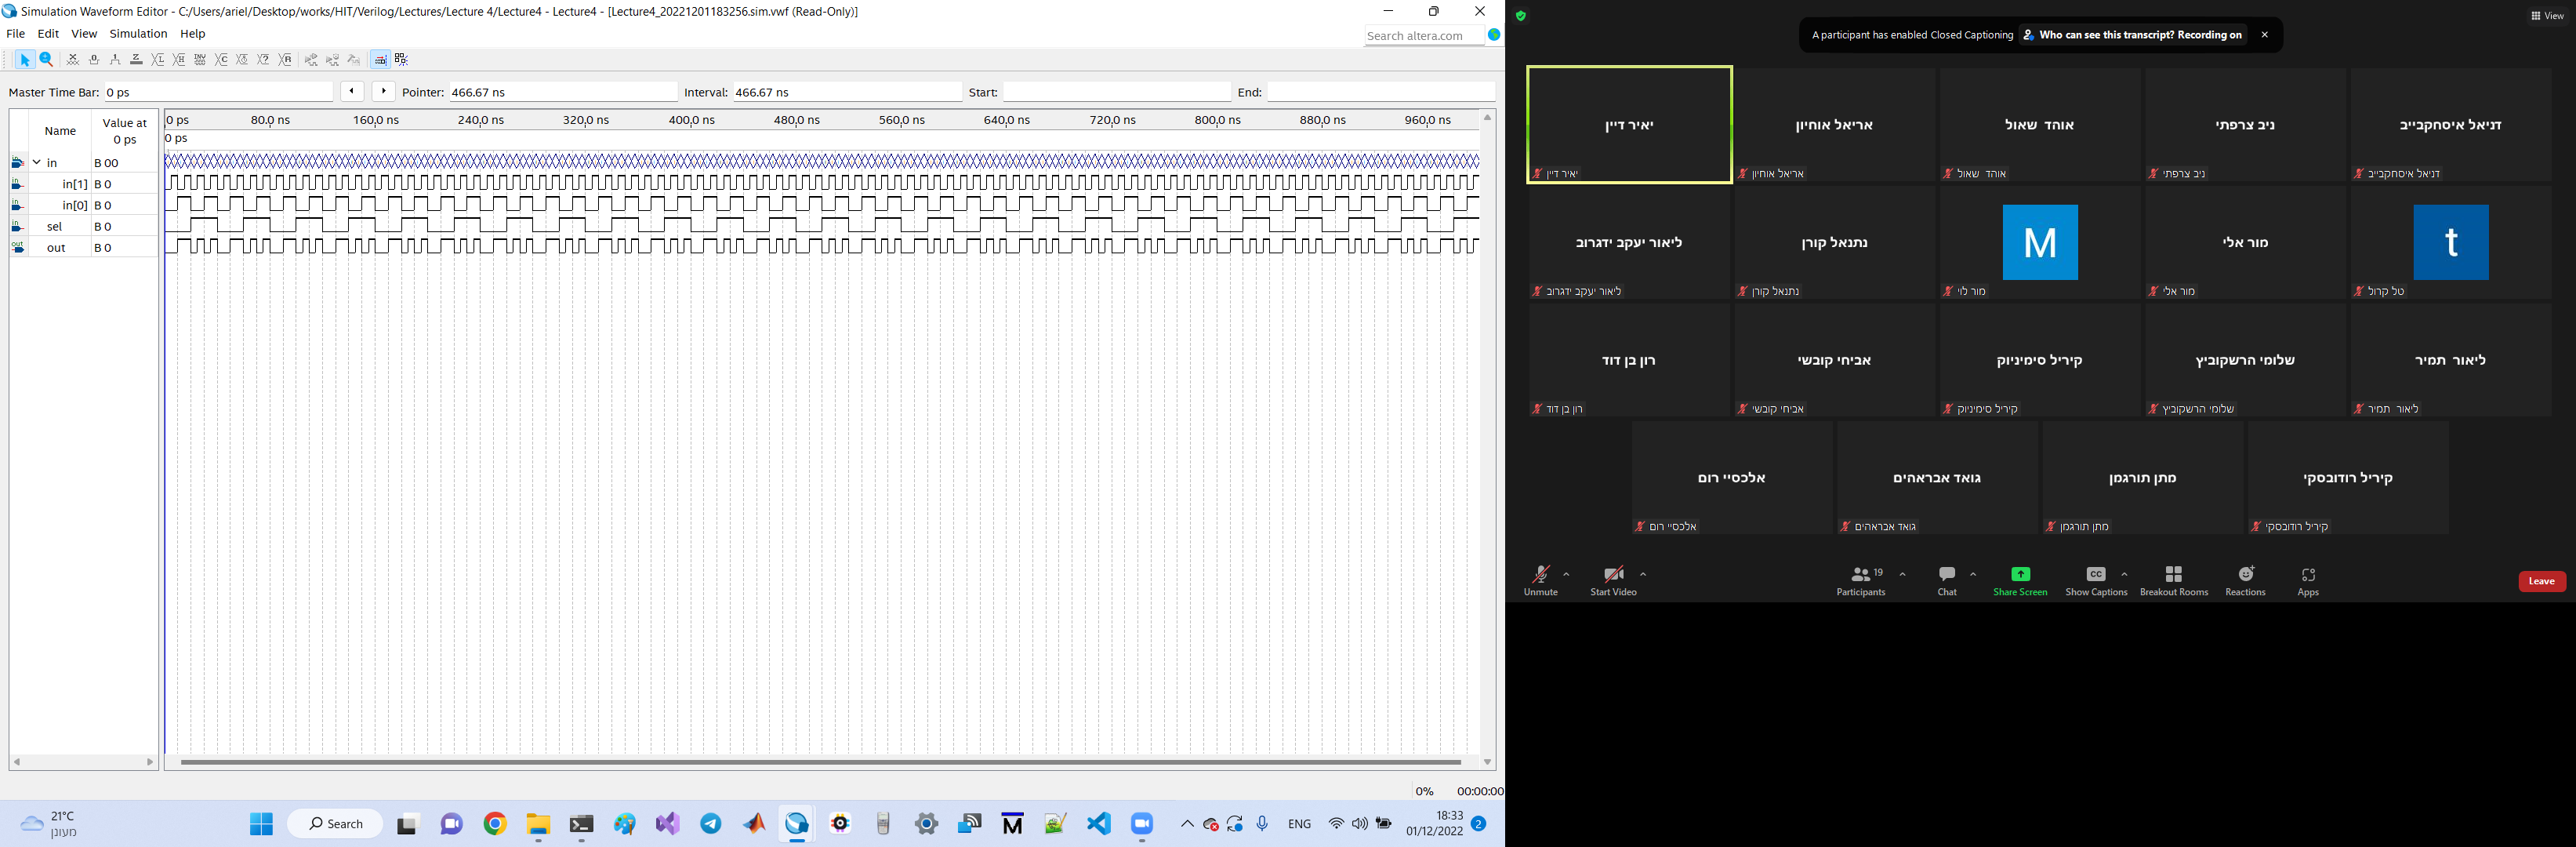 Simulation Waveform Editor - C:/Users/ariel/Desktop/works/HIT/Verilog/Lectures/Lecture 4/Lecture4 - Lecture4 - [Lecture4_20221201183256.sim.vwf (Read-Only)]
File Edit View Simulation Help
Search altera.com
Master Time Bar: 0 ps
Pointer: 466.67 ns
Interval: 466.67 ns
Start:
End:
Name
Value at
0 ps
0 ps 80.0 ns 160.0 ns 240.0 ns 320.0 ns 400.0 ns 480.0 ns 560.0 ns 640.0 ns 720.0 ns 800.0 ns 880.0 ns 960.0 ns
0 ps
in B 00
in[1] B 0
in[0] B 0
sel B 0
out B 0
0% 00:00:00
21°C
מעונן
Search
ENG
18:33
01/12/2022
2
View
A participant has enabled Closed Captioning Who can see this transcript? Recording on
יאיר דיין
יאיר דיין
אריאל אוחיון
אריאל אוחיון
אוהד שאול
אוהד שאול
ניב צרפתי
ניב צרפתי
דניאל איסחקבייב
דניאל איסחקבייב
ליאור יעקב ידגרוב
ליאור יעקב ידגרוב
נתנאל קורן
נתנאל קורן
M
מור לוי
מור אלי
מור אלי
t
טל קרול
רון בן דוד
רון בן דוד
אביחי קובשי
אביחי קובשי
קיריל סימיניוק
קיריל סימיניוק
שלומי הרשקוביץ
שלומי הרשקוביץ
ליאור תמיר
ליאור תמיר
אלכסיי רום
אלכסיי רום
גואד אבראהים
גואד אבראהים
מתן תורגמן
מתן תורגמן
קיריל רודובסקי
קיריל רודובסקי
Unmute
Start Video
Participants 19
Chat
Share Screen
CC
Show Captions
Breakout Rooms
Reactions
Apps
Leave